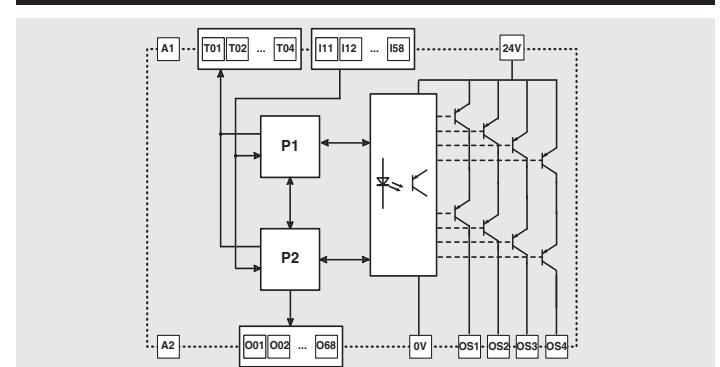 A1 T01 T02 ... T04 I11 I12 ... I58 24V
P1
P2
A2 O01 O02 ... O68 0V OS1 OS2 OS3 OS4